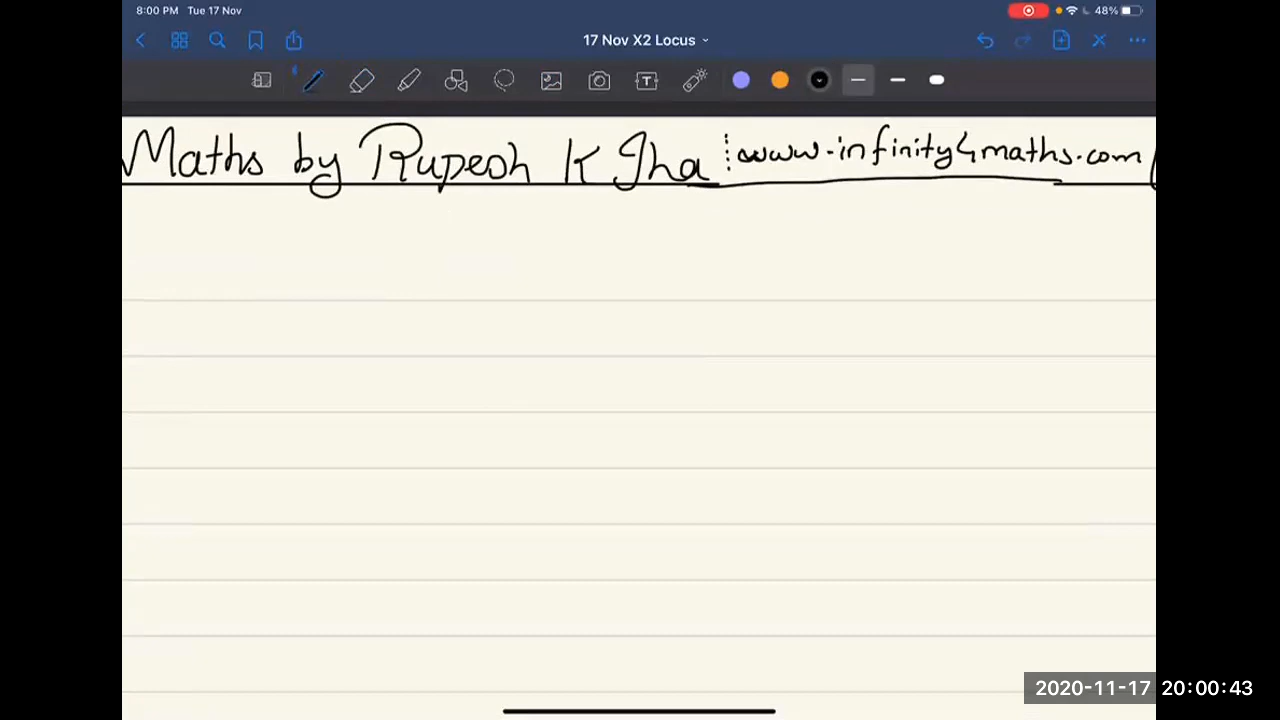 8:00 PM Tue 17 Nov 48%
17 Nov X2 Locus
T
Maths by Rupesh K Jha www.infinity4maths.com
2020-11-17 20:00:43